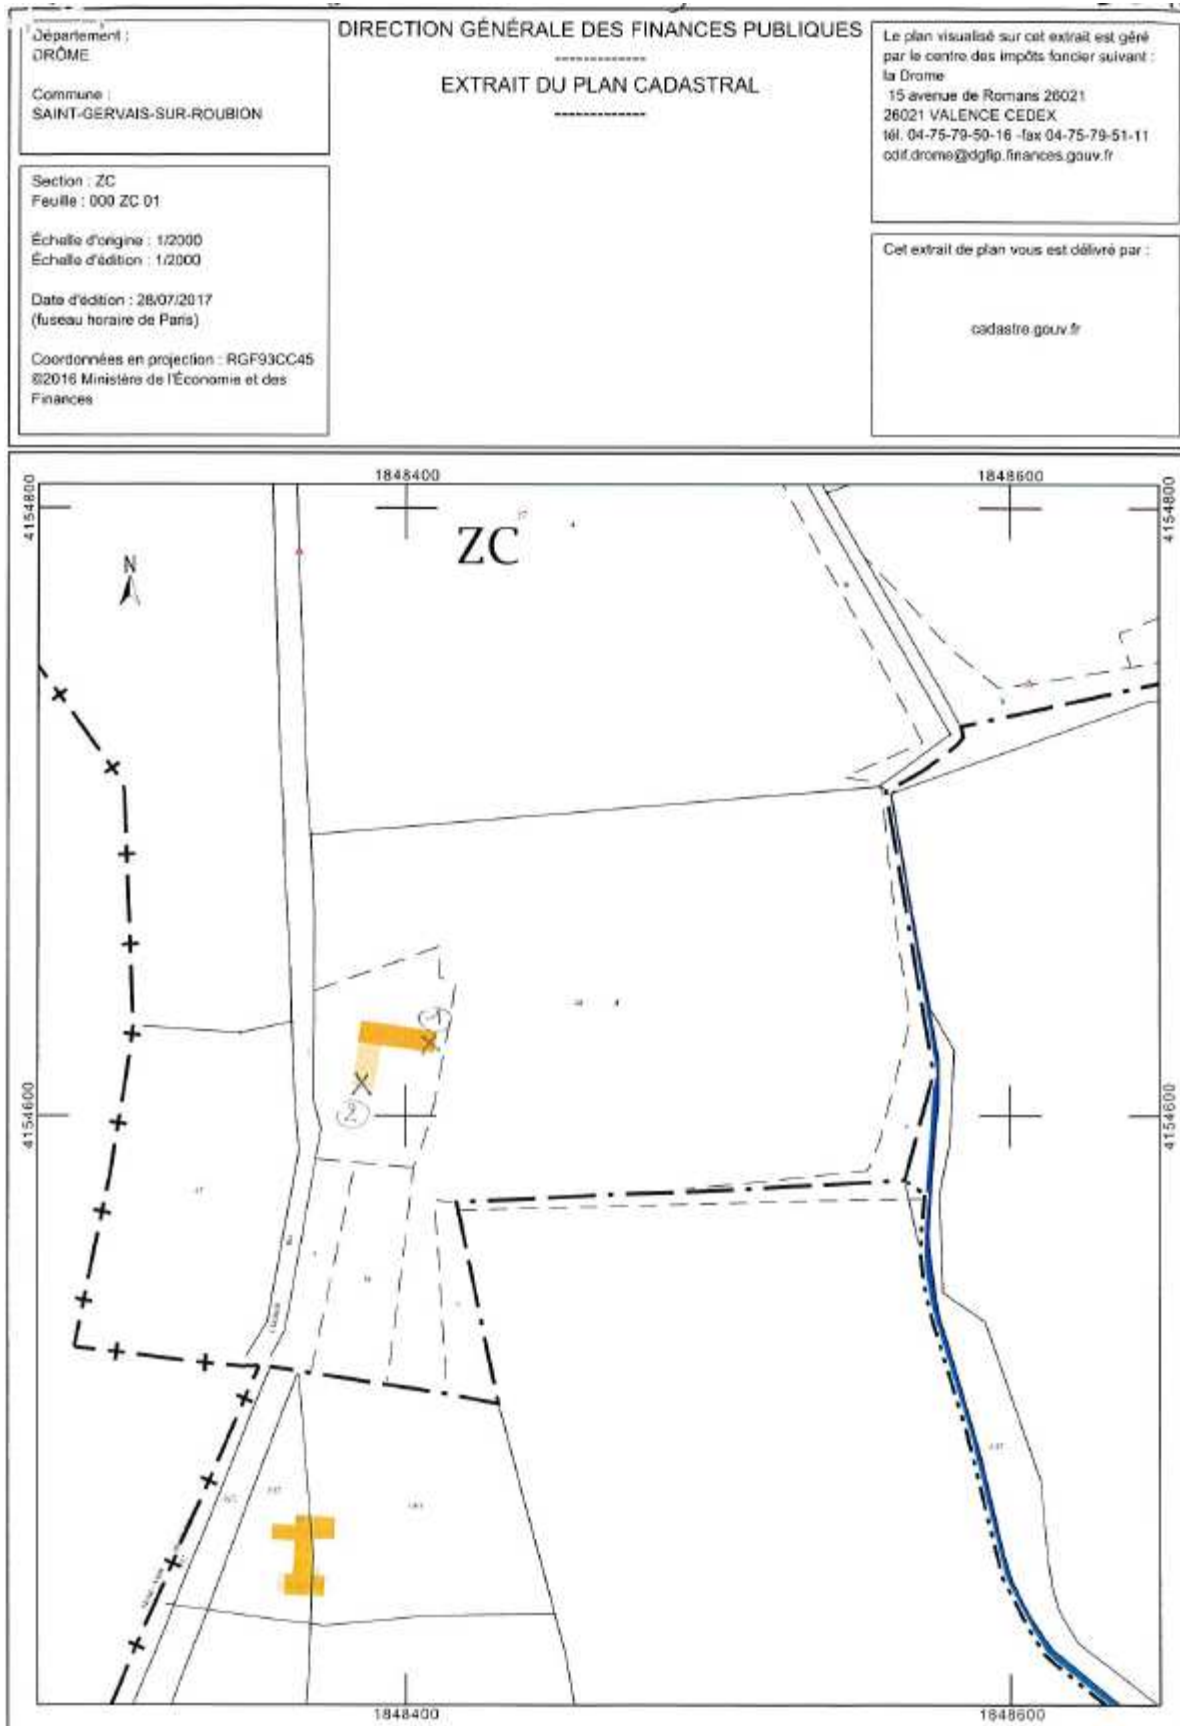 Département :
DRÔME
Commune :
SAINT-GERVAIS-SUR-ROUBION
Section : ZC
Feuille : 000 ZC 01
Échelle d'origine : 1/2000
Échelle d'édition : 1/2000
Date d'édition : 28/07/2017
(fuseau horaire de Paris)
Coordonnées en projection : RGF93CC45
©2016 Ministère de l'Économie et des
Finances
DIRECTION GÉNÉRALE DES FINANCES PUBLIQUES
-------------
EXTRAIT DU PLAN CADASTRAL
-------------
Le plan visualisé sur cet extrait est géré
par le centre des impôts foncier suivant :
la Drome
15 avenue de Romans 26021
26021 VALENCE CEDEX
tél. 04-75-79-50-16 -fax 04-75-79-51-11
cdif.drome@dgfip.finances.gouv.fr
Cet extrait de plan vous est délivré par :
cadastre.gouv.fr
1848400
1848600
4154800
4154800
ZC
N
1
2
4154600
4154600
1848400
1848600